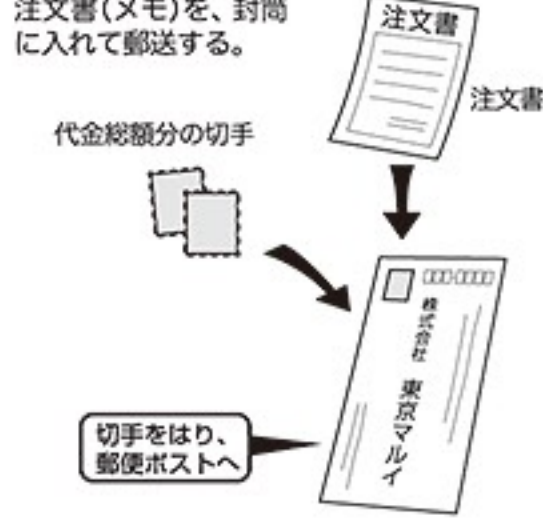 注文書(メモ)を、封筒
に入れて郵送する。
注文書
注文書
代金総額分の切手
株式会社 東京マルイ
切手をはり、
郵便ポストへ